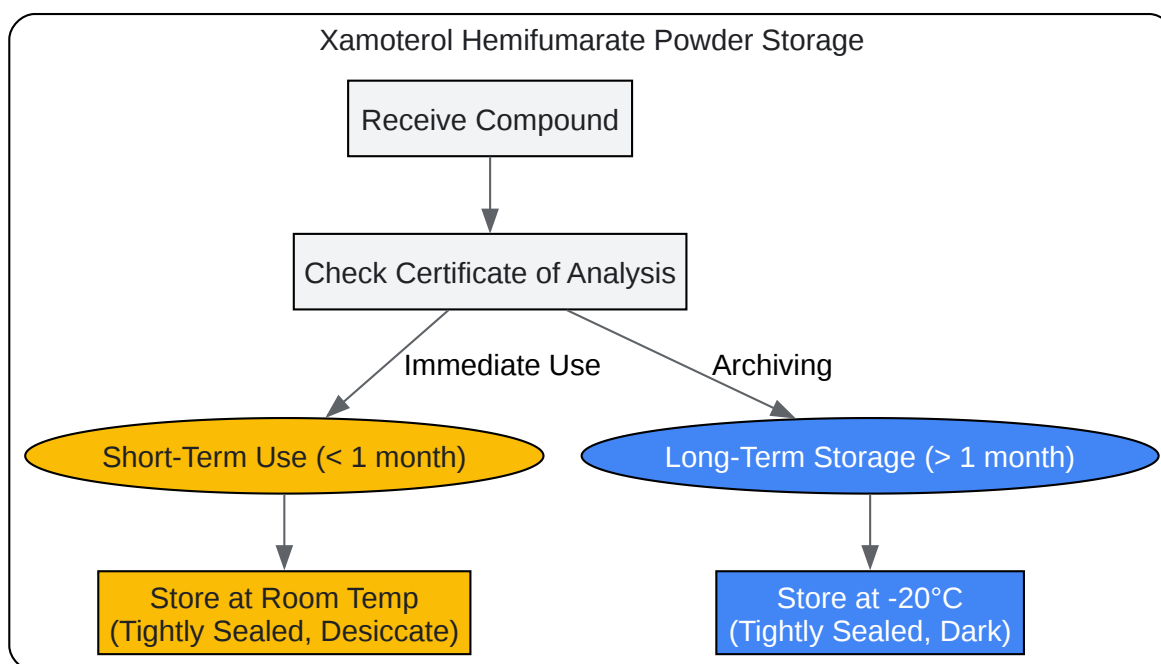 Xamoterol Hemifumarate Powder Storage
Receive Compound
Check Certificate of Analysis
Immediate Use
Archiving
Short-Term Use (< 1 month)
Long-Term Storage (> 1 month)
Store at Room Temp
(Tightly Sealed, Desiccate)
Store at -20°C
(Tightly Sealed, Dark)